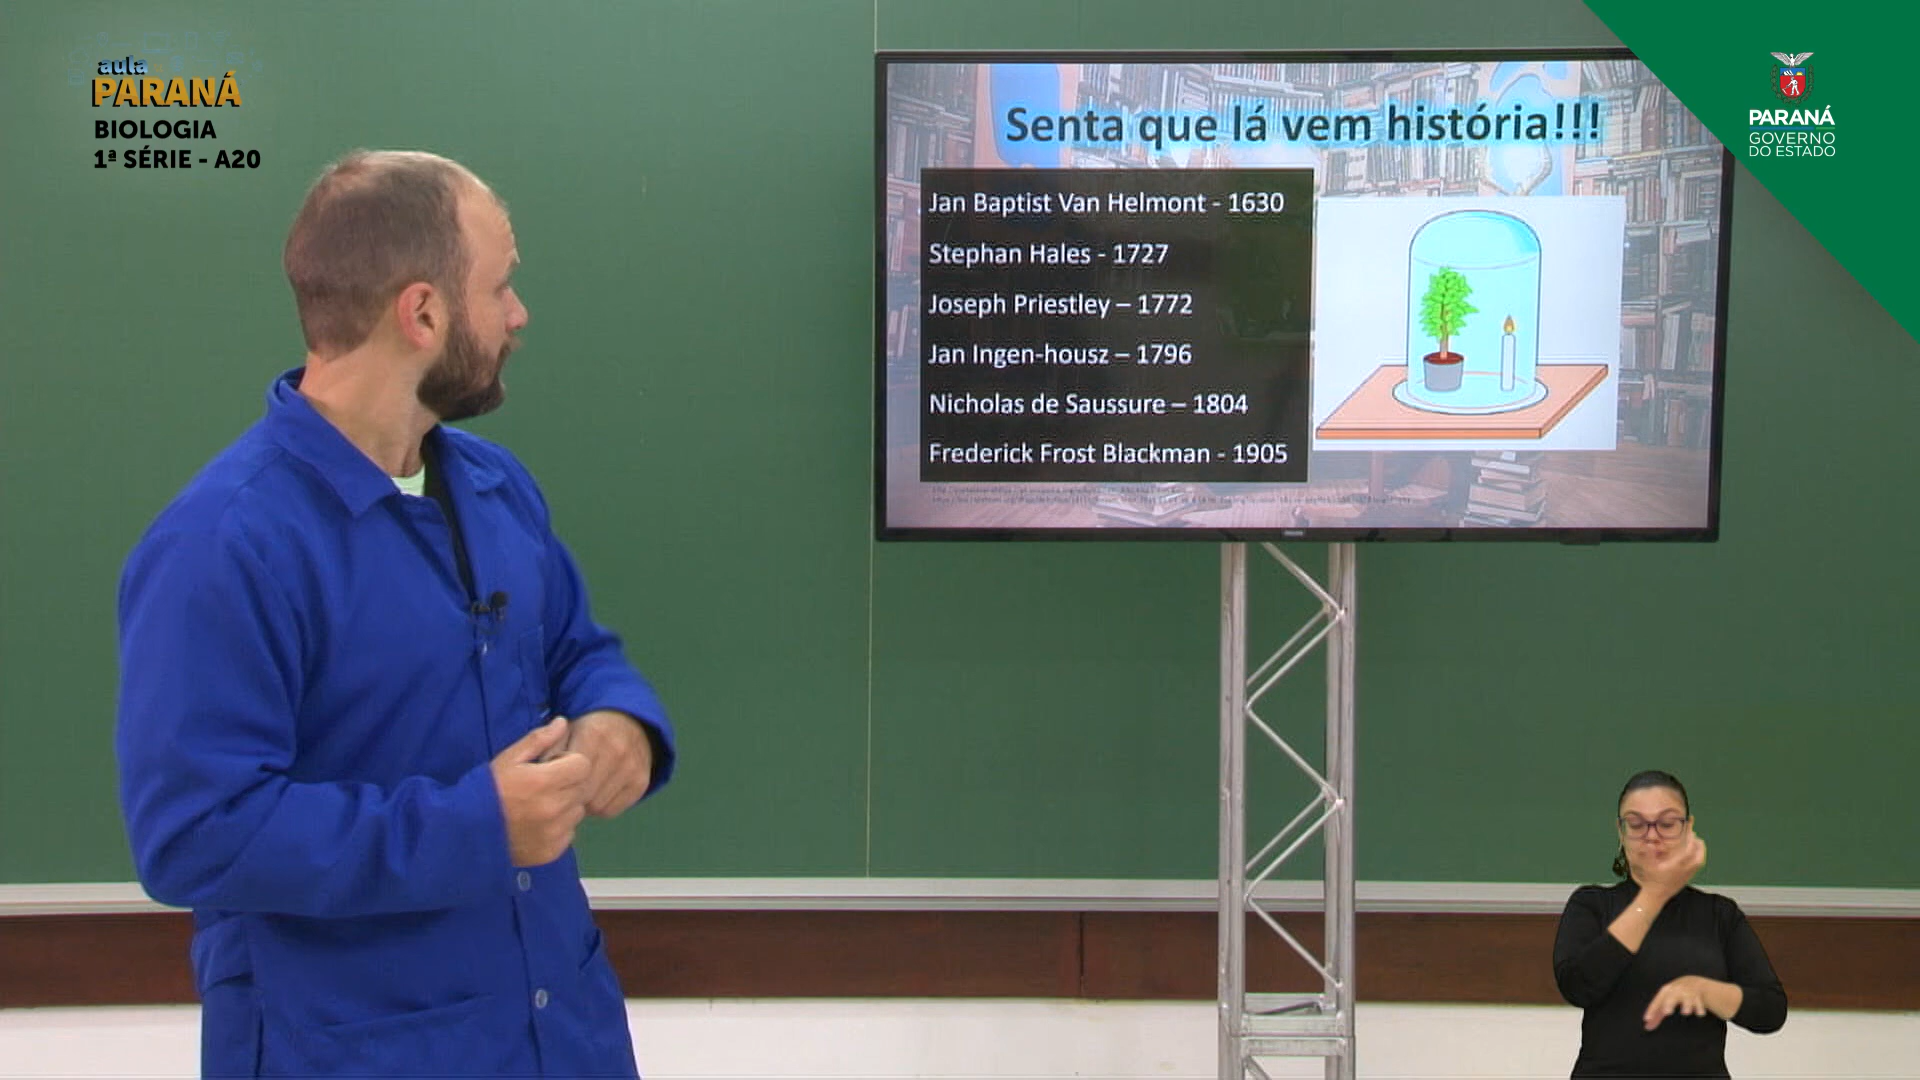 aula
PARANÁ
BIOLOGIA
1ª SÉRIE - A20
Senta que lá vem história!!!
Jan Baptist Van Helmont - 1630
Stephan Hales - 1727
Joseph Priestley – 1772
Jan Ingen-housz – 1796
Nicholas de Saussure – 1804
Frederick Frost Blackman - 1905
PARANÁ
GOVERNO
DO ESTADO